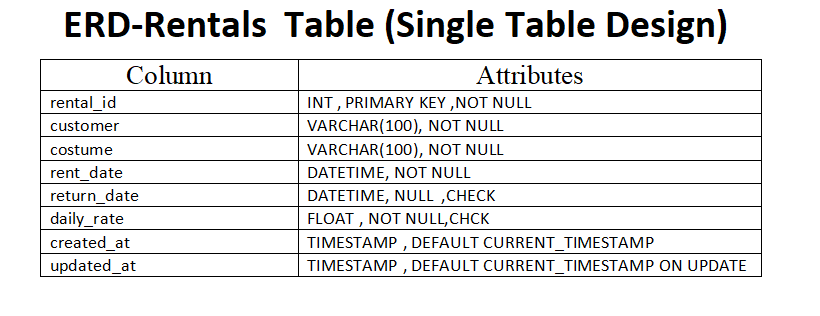 ERD-Rentals Table (Single Table Design)
Column Attributes
rental_id INT , PRIMARY KEY ,NOT NULL
customer VARCHAR(100), NOT NULL
costume VARCHAR(100), NOT NULL
rent_date DATETIME, NOT NULL
return_date DATETIME, NULL ,CHECK
daily_rate FLOAT , NOT NULL,CHCK
created_at TIMESTAMP , DEFAULT CURRENT_TIMESTAMP
updated_at TIMESTAMP , DEFAULT CURRENT_TIMESTAMP ON UPDATE